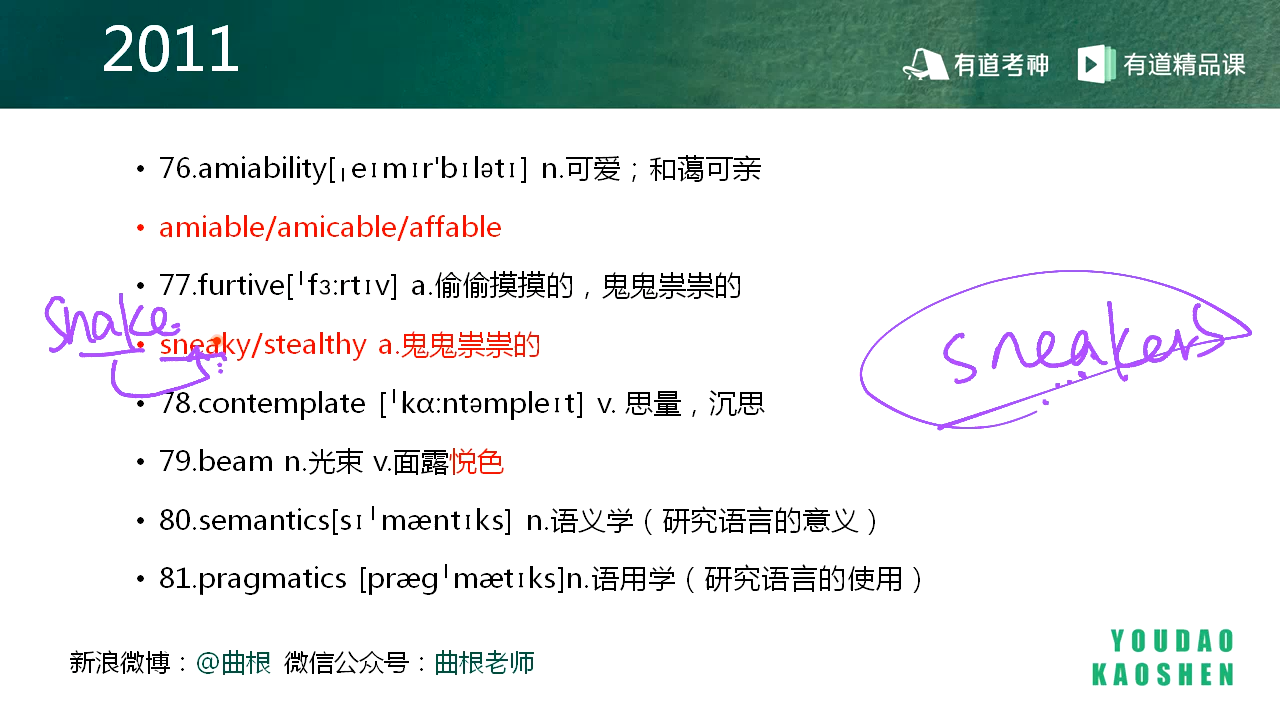 2011
有道考神 有道精品课
• 76.amiability[ˌeɪmɪr'bɪlətɪ] n.可爱；和蔼可亲
• amiable/amicable/affable
• 77.furtive[ˈfɜ:rtɪv] a.偷偷摸摸的，鬼鬼祟祟的
snake
• sneaky/stealthy a.鬼鬼祟祟的
sneakers
• 78.contemplate [ˈkɑ:ntəmpleɪt] v. 思量，沉思
• 79.beam n.光束 v.面露悦色
• 80.semantics[sɪˈmæntɪks] n.语义学（研究语言的意义）
• 81.pragmatics [præɡˈmætɪks]n.语用学（研究语言的使用）
新浪微博：@曲根 微信公众号：曲根老师
YOUDAO
KAOSHEN